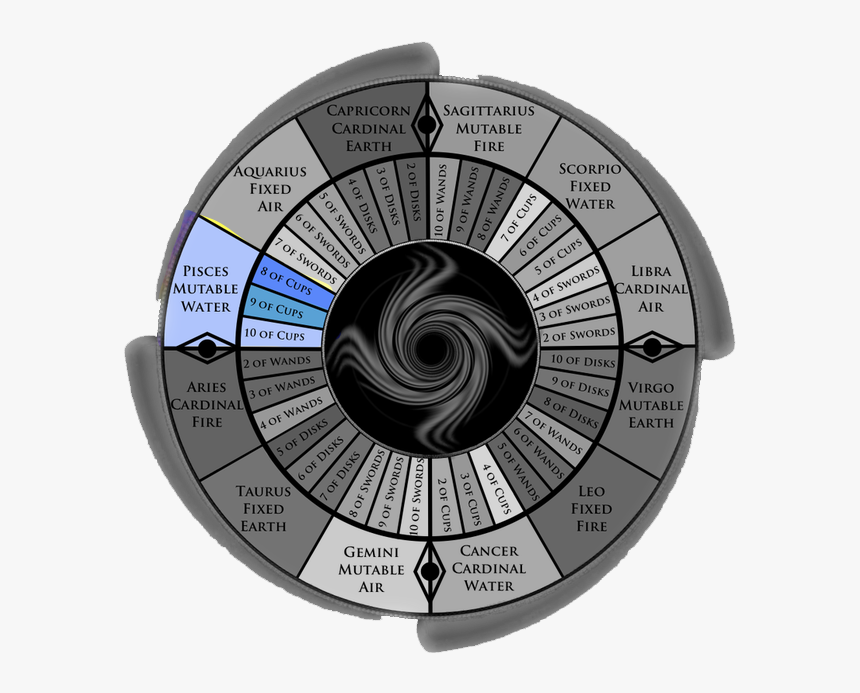 Capricorn
Cardinal
Earth
Sagittarius
Mutable
Fire
Scorpio
Fixed
Water
Libra
Cardinal
Air
Virgo
Mutable
Earth
Leo
Fixed
Fire
Cancer
Cardinal
Water
Gemini
Mutable
Air
Taurus
Fixed
Earth
Aries
Cardinal
Fire
Pisces
Mutable
Water
Aquarius
Fixed
Air
10 of Wands
9 of Wands
8 of Wands
7 of Cups
6 of Cups
5 of Cups
4 of Swords
3 of Swords
2 of Swords
10 of Disks
9 of Disks
8 of Disks
7 of Wands
6 of Wands
5 of Wands
4 of Cups
3 of Cups
2 of Cups
10 of Swords
9 of Swords
8 of Swords
7 of Disks
6 of Disks
5 of Disks
4 of Wands
3 of Wands
2 of Wands
10 of Cups
9 of Cups
8 of Cups
7 of Swords
6 of Swords
5 of Swords
4 of Disks
3 of Disks
2 of Disks